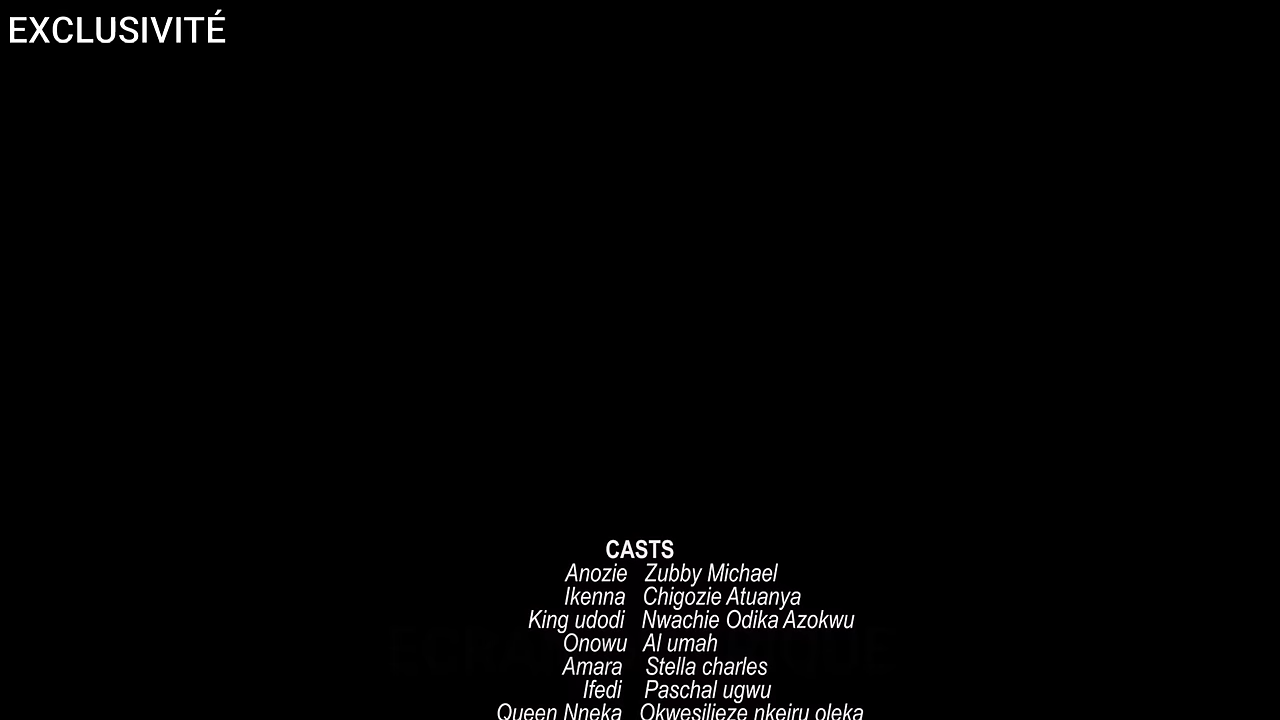 EXCLUSIVITÉ
CASTS
Anozie Zubby Michael
Ikenna Chigozie Atuanya
King udodi Nwachie Odika Azokwu
Onowu Al umah
Amara Stella charles
Ifedi Paschal ugwu
Queen Nneka Okwesilieze nkeiru oleka